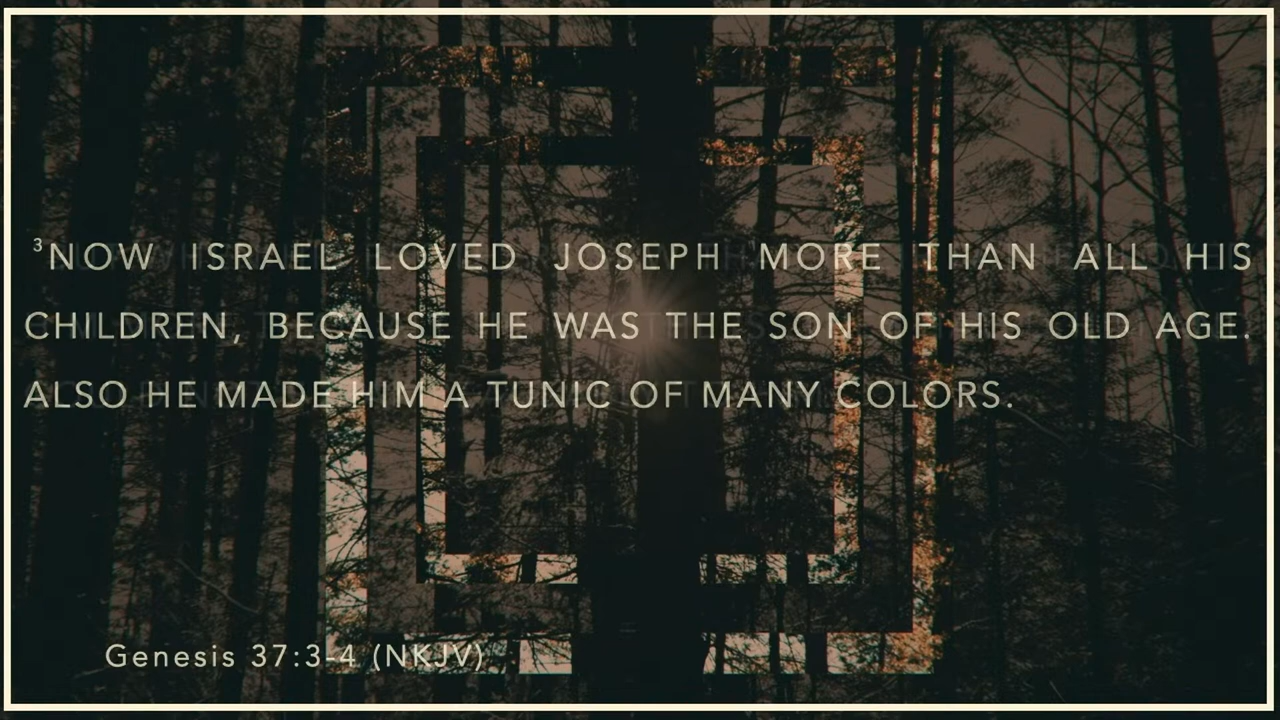 ³NOW ISRAEL LOVED JOSEPH MORE THAN ALL HIS
CHILDREN, BECAUSE HE WAS THE SON OF HIS OLD AGE.
ALSO HE MADE HIM A TUNIC OF MANY COLORS.
Genesis 37:3-4 (NKJV)